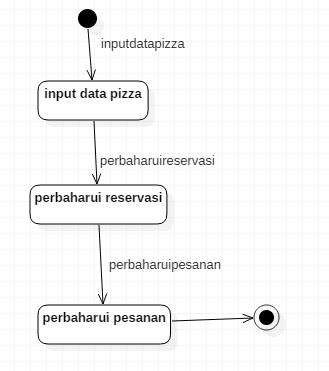 inputdatapizza
input data pizza
perbaharuireservasi
perbaharui reservasi
perbaharuipesanan
perbaharui pesanan